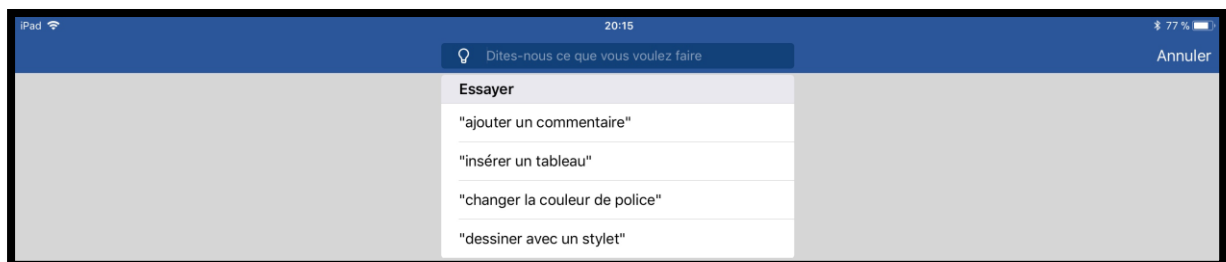 iPad 20:15 77 %
Dites-nous ce que vous voulez faire Annuler
Essayer
"ajouter un commentaire"
"insérer un tableau"
"changer la couleur de police"
"dessiner avec un stylet"